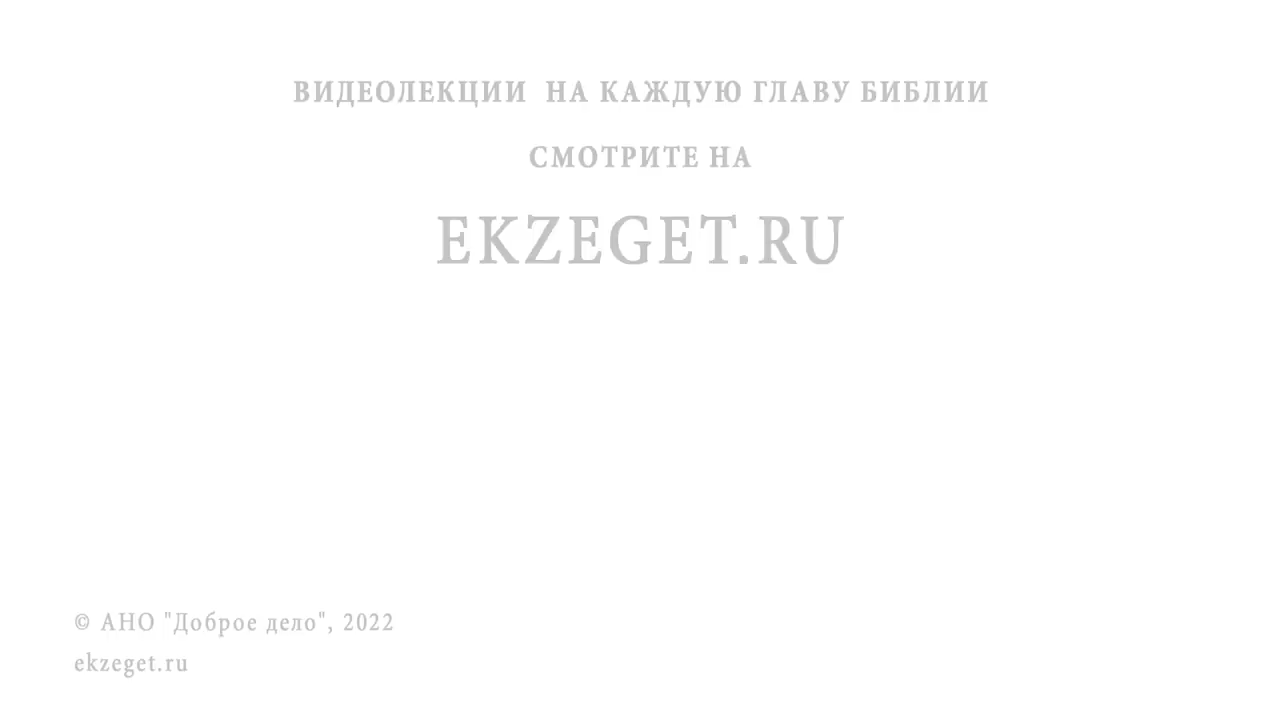 ВИДЕОЛЕКЦИИ НА КАЖДУЮ ГЛАВУ БИБЛИИ
СМОТРИТЕ НА
EKZEGET.RU
© АНО "Доброе дело", 2022
ekzeget.ru